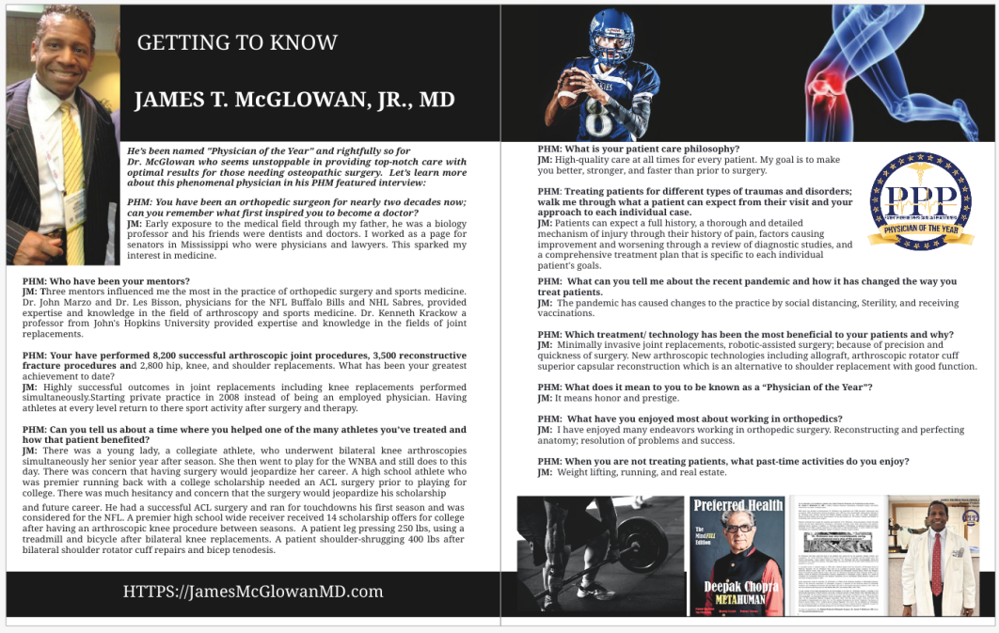 GETTING TO KNOW
JAMES T. McGLOWAN, JR., MD
He's been named "Physician of the Year" and rightfully so for
Dr. McGlowan who seems unstoppable in providing top-notch care with
optimal results for those needing osteopathic surgery. Let's learn more
about this phenomenal physician in his PHM featured interview:
PHM: You have been an orthopedic surgeon for nearly two decades now;
can you remember what first inspired you to become a doctor?
JM: Early exposure to the medical field through my father, he was a biology
professor and his friends were dentists and doctors. I worked as a page for
senators in Mississippi who were physicians and lawyers. This sparked my
interest in medicine.
PHM: Who have been your mentors?
JM: Three mentors influenced me the most in the practice of orthopedic surgery and sports medicine.
Dr. John Marzo and Dr. Les Bisson, physicians for the NFL Buffalo Bills and NHL Sabres, provided
expertise and knowledge in the field of arthroscopy and sports medicine. Dr. Kenneth Krackow a
professor from John's Hopkins University provided expertise and knowledge in the fields of joint
replacements.
PHM: Your have performed 8,200 successful arthroscopic joint procedures, 3,500 reconstructive
fracture procedures and 2,800 hip, knee, and shoulder replacements. What has been your greatest
achievement to date?
JM: Highly successful outcomes in joint replacements including knee replacements performed
simultaneously.Starting private practice in 2008 instead of being an employed physician. Having
athletes at every level return to there sport activity after surgery and therapy.
PHM: Can you tell us about a time where you helped one of the many athletes you've treated and
how that patient benefited?
JM: There was a young lady, a collegiate athlete, who underwent bilateral knee arthroscopies
simultaneously her senior year after season. She then went to play for the WNBA and still does to this
day. There was concern that having surgery would jeopardize her career. A high school athlete who
was premier running back with a college scholarship needed an ACL surgery prior to playing for
college. There was much hesitancy and concern that the surgery would jeopardize his scholarship
and future career. He had a successful ACL surgery and ran for touchdowns his first season and was
considered for the NFL. A premier high school wide receiver received 14 scholarship offers for college
after having an arthroscopic knee procedure between seasons. A patient leg pressing 250 lbs, using a
treadmill and bicycle after bilateral knee replacements. A patient shoulder-shrugging 400 lbs after
bilateral shoulder rotator cuff repairs and bicep tenodesis.
HTTPS://JamesMcGlowanMD.com
8
PHM: What is your patient care philosophy?
JM: High-quality care at all times for every patient. My goal is to make
you better, stronger, and faster than prior to surgery.
PHM: Treating patients for different types of traumas and disorders;
walk me through what a patient can expect from their visit and your
approach to each individual case.
JM: Patients can expect a full history, a thorough and detailed
mechanism of injury through their history of pain, factors causing
improvement and worsening through a review of diagnostic studies, and
a comprehensive treatment plan that is specific to each individual
patient's goals.
PPP
PHYSICIAN OF THE YEAR
PHM: What can you tell me about the recent pandemic and how it has changed the way you
treat patients.
JM: The pandemic has caused changes to the practice by social distancing, Sterility, and receiving
vaccinations.
PHM: Which treatment/ technology has been the most beneficial to your patients and why?
JM: Minimally invasive joint replacements, robotic-assisted surgery; because of precision and
quickness of surgery. New arthroscopic technologies including allograft, arthroscopic rotator cuff
superior capsular reconstruction which is an alternative to shoulder replacement with good function.
PHM: What does it mean to you to be known as a “Physician of the Year”?
JM: It means honor and prestige.
PHM: What have you enjoyed most about working in orthopedics?
JM: I have enjoyed many endeavors working in orthopedic surgery. Reconstructing and perfecting
anatomy; resolution of problems and success.
PHM: When you are not treating patients, what past-time activities do you enjoy?
JM: Weight lifting, running, and real estate.
Preferred Health
The
MindFULL
Edition
Deepak Chopra
METAHUMAN